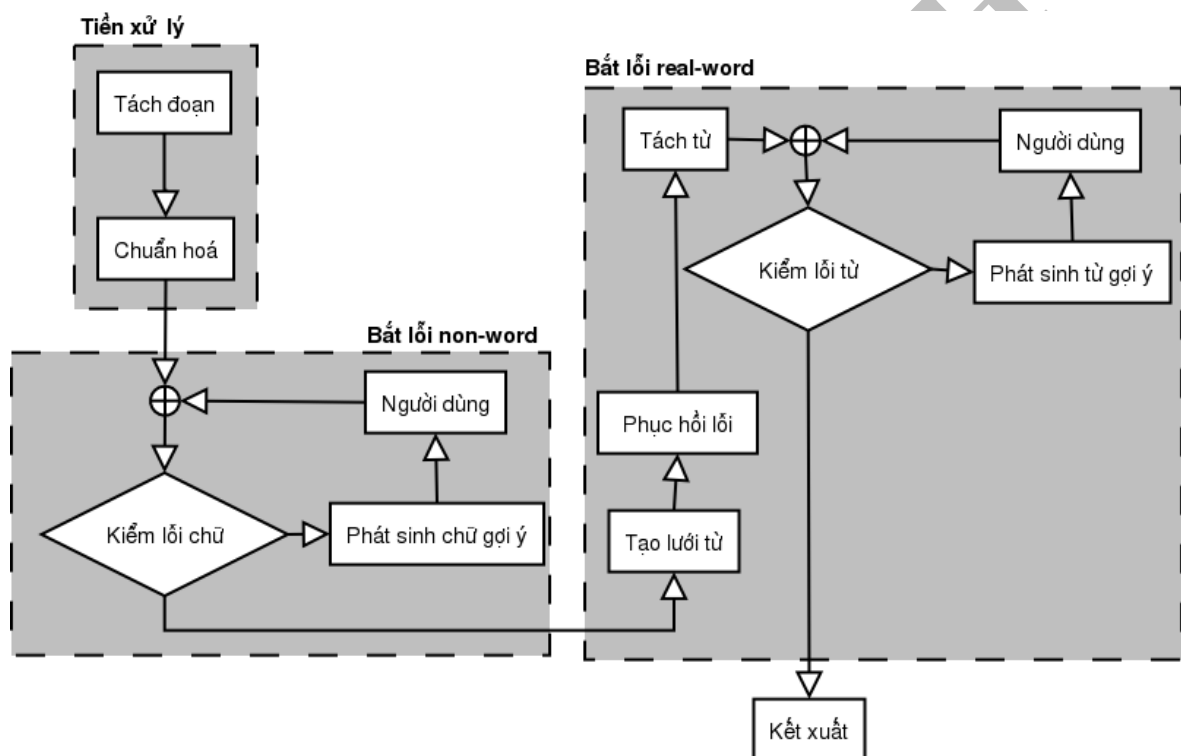 Tiền xử lý
Tách đoạn
Chuẩn hoá
Bắt lỗi non-word
Người dùng
Kiểm lỗi chữ
Phát sinh chữ gợi ý
Bắt lỗi real-word
Tách từ
Người dùng
Kiểm lỗi từ
Phát sinh từ gợi ý
Phục hồi lỗi
Tạo lưới từ
Kết xuất